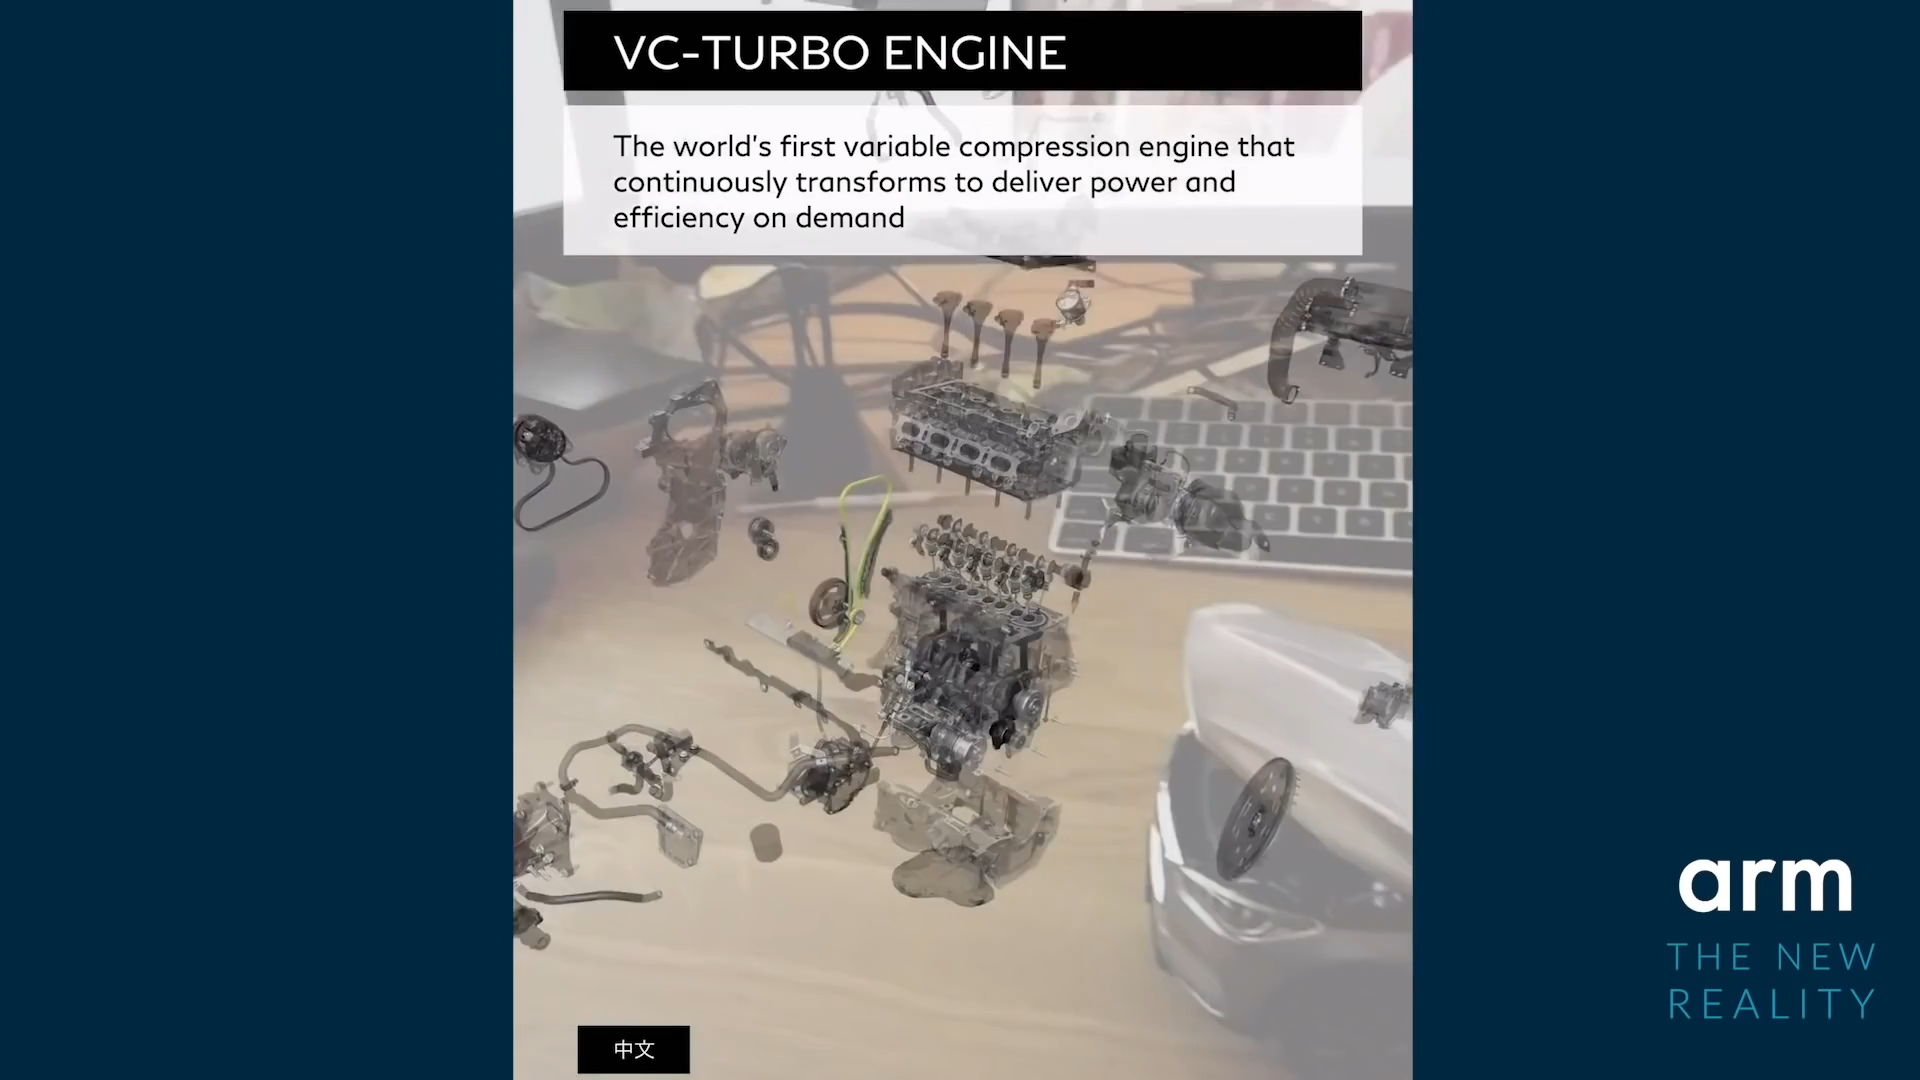 VC-TURBO ENGINE
The world's first variable compression engine that
continuously transforms to deliver power and
efficiency on demand
中文
arm
THE NEW
REALITY